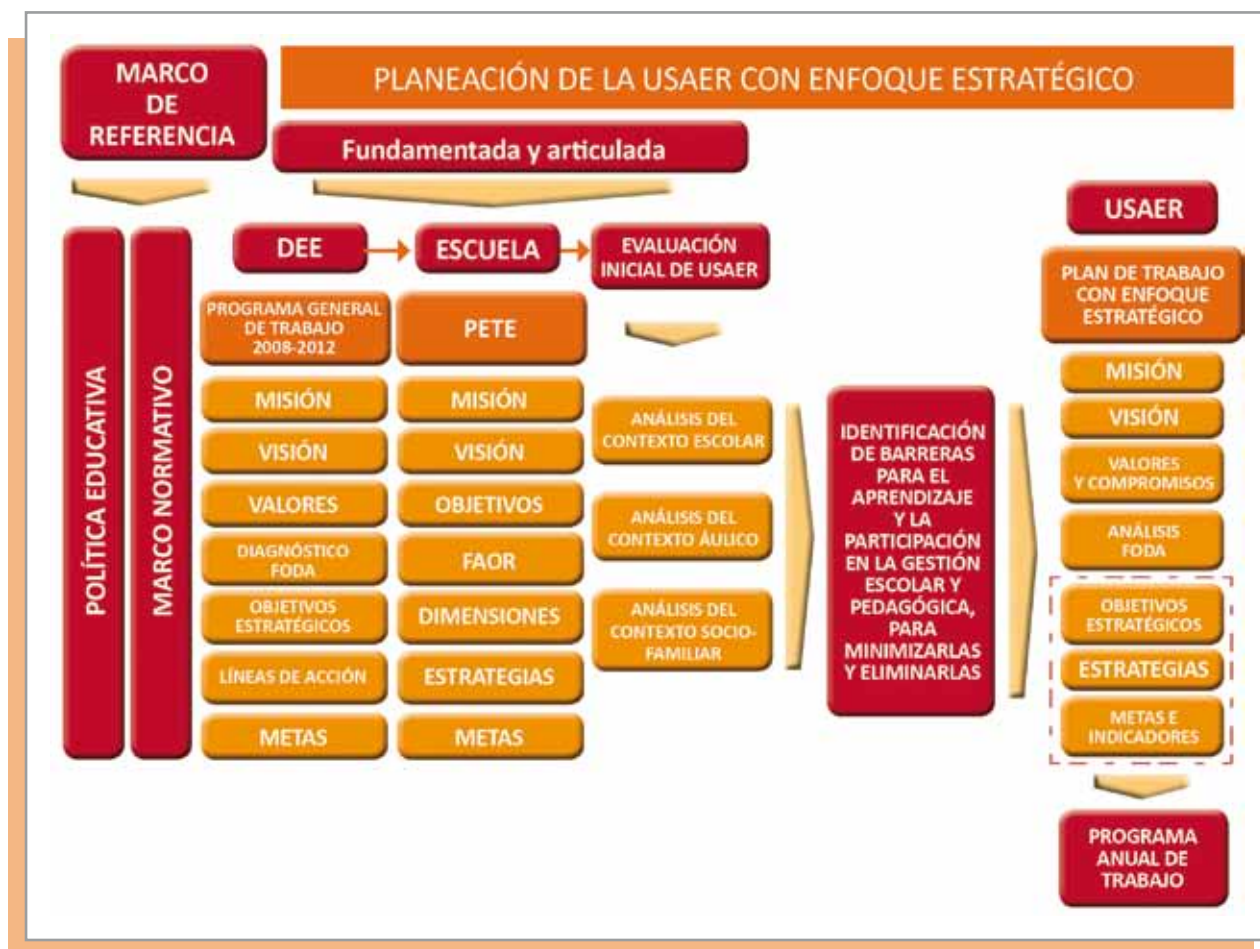 MARCO
DE
REFERENCIA
PLANEACIÓN DE LA USAER CON ENFOQUE ESTRATÉGICO
Fundamentada y articulada
POLÍTICA EDUCATIVA
MARCO NORMATIVO
DEE
PROGRAMA GENERAL
DE TRABAJO
2008-2012
MISIÓN
VISIÓN
VALORES
DIAGNÓSTICO
FODA
OBJETIVOS
ESTRATÉGICOS
LÍNEAS DE ACCIÓN
METAS
ESCUELA
PETE
MISIÓN
VISIÓN
OBJETIVOS
FAOR
DIMENSIONES
ESTRATEGIAS
METAS
EVALUACIÓN
INICIAL DE USAER
ANÁLISIS DEL
CONTEXTO ESCOLAR
ANÁLISIS DEL
CONTEXTO ÁULICO
ANÁLISIS DEL
CONTEXTO SOCIO-
FAMILIAR
IDENTIFICACIÓN
DE BARRERAS
PARA EL
APRENDIZAJE
Y LA
PARTICIPACIÓN
EN LA GESTIÓN
ESCOLAR Y
PEDAGÓGICA,
PARA
MINIMIZARLAS
Y ELIMINARLAS
USAER
PLAN DE TRABAJO
CON ENFOQUE
ESTRATÉGICO
MISIÓN
VISIÓN
VALORES
Y COMPROMISOS
ANÁLISIS
FODA
OBJETIVOS
ESTRATÉGICOS
ESTRATEGIAS
METAS E
INDICADORES
PROGRAMA
ANUAL DE
TRABAJO